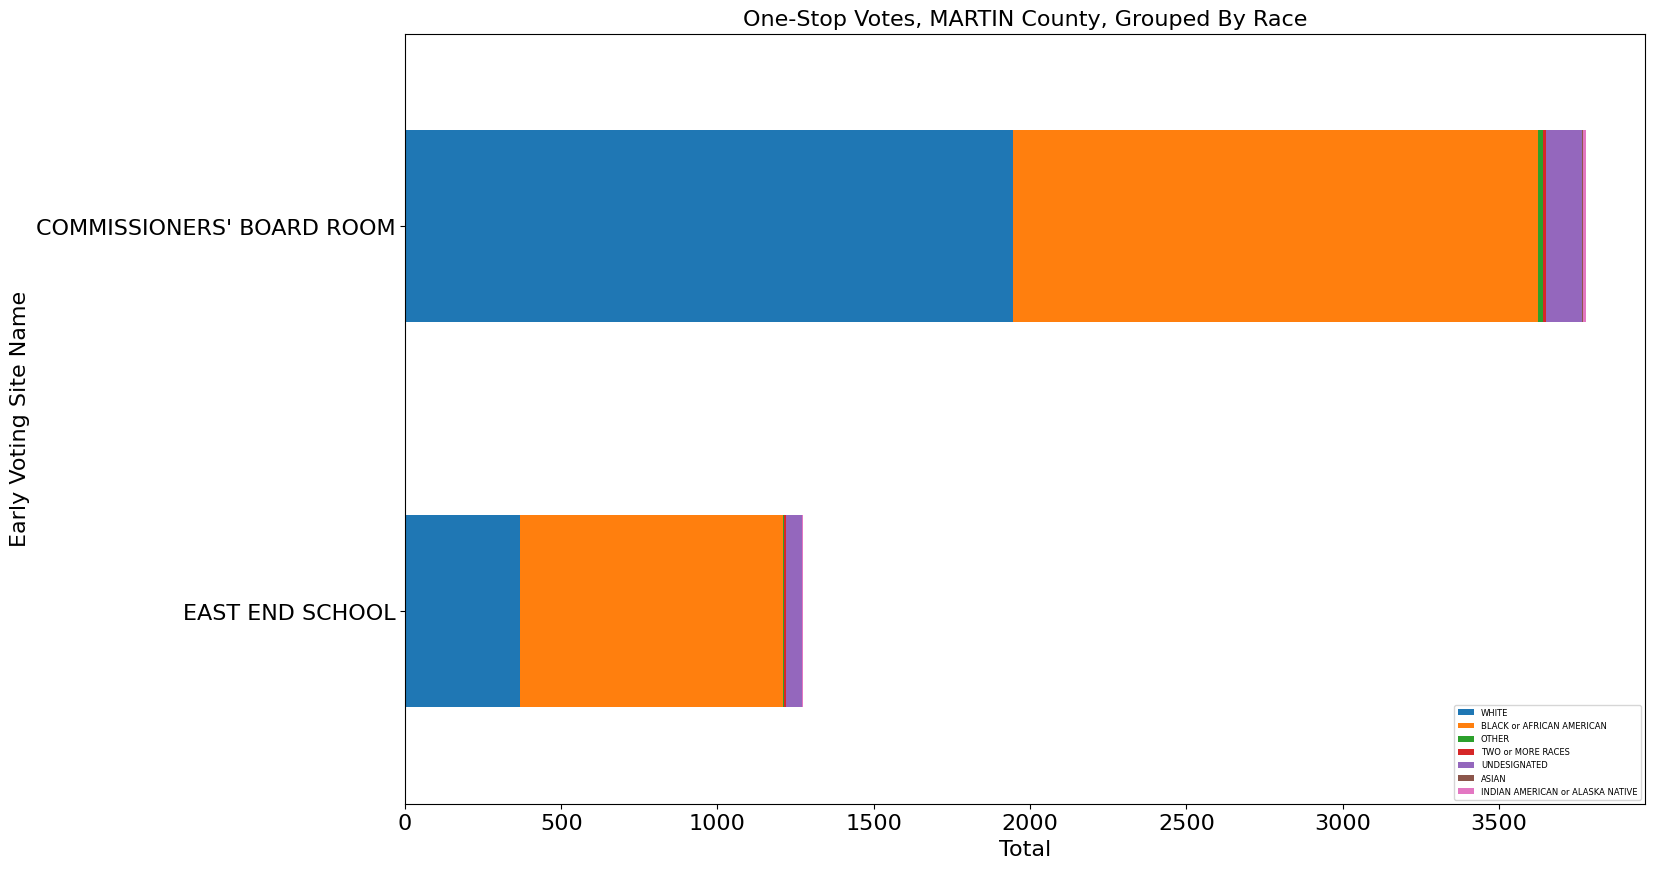 One-Stop Votes, MARTIN County, Grouped By Race
Early Voting Site Name
COMMISSIONERS' BOARD ROOM
EAST END SCHOOL
WHITE
BLACK or AFRICAN AMERICAN
OTHER
TWO or MORE RACES
UNDESIGNATED
ASIAN
INDIAN AMERICAN or ALASKA NATIVE
0 500 1000 1500 2000 2500 3000 3500
Total